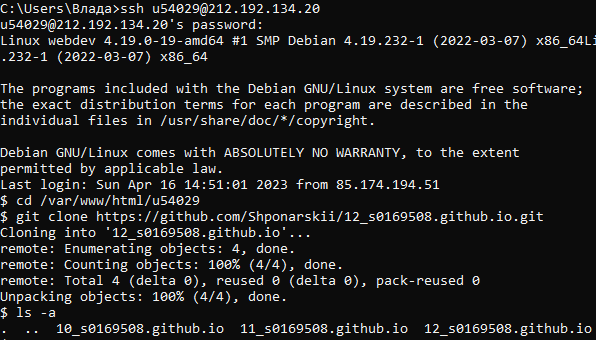 C:\Users\Влада>ssh u54029@212.192.134.20
u54029@212.192.134.20's password:
Linux webdev 4.19.0-19-amd64 #1 SMP Debian 4.19.232-1 (2022-03-07) x86_64Li
.232-1 (2022-03-07) x86_64
The programs included with the Debian GNU/Linux system are free software;
the exact distribution terms for each program are described in the
individual files in /usr/share/doc/*/copyright.
Debian GNU/Linux comes with ABSOLUTELY NO WARRANTY, to the extent
permitted by applicable law.
Last login: Sun Apr 16 14:51:01 2023 from 85.174.194.51
$ cd /var/www/html/u54029
$ git clone https://github.com/Shponarskii/12_s0169508.github.io.git
Cloning into '12_s0169508.github.io'...
remote: Enumerating objects: 4, done.
remote: Counting objects: 100% (4/4), done.
remote: Total 4 (delta 0), reused 0 (delta 0), pack-reused 0
Unpacking objects: 100% (4/4), done.
$ ls -a
.  ..  10_s0169508.github.io  11_s0169508.github.io  12_s0169508.github.io